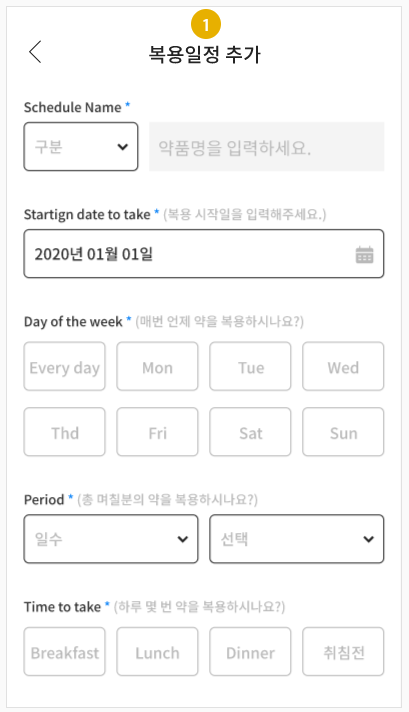 1
복용일정 추가
Schedule Name *
구분 약품명을 입력하세요.
Startign date to take * (복용 시작일을 입력해주세요.)
2020년 01월 01일
Day of the week * (매번 언제 약을 복용하시나요?)
Every day Mon Tue Wed
Thd Fri Sat Sun
Period * (총 며칠분의 약을 복용하시나요?)
일수 선택
Time to take * (하루 몇 번 약을 복용하시나요?)
Breakfast Lunch Dinner 취침전